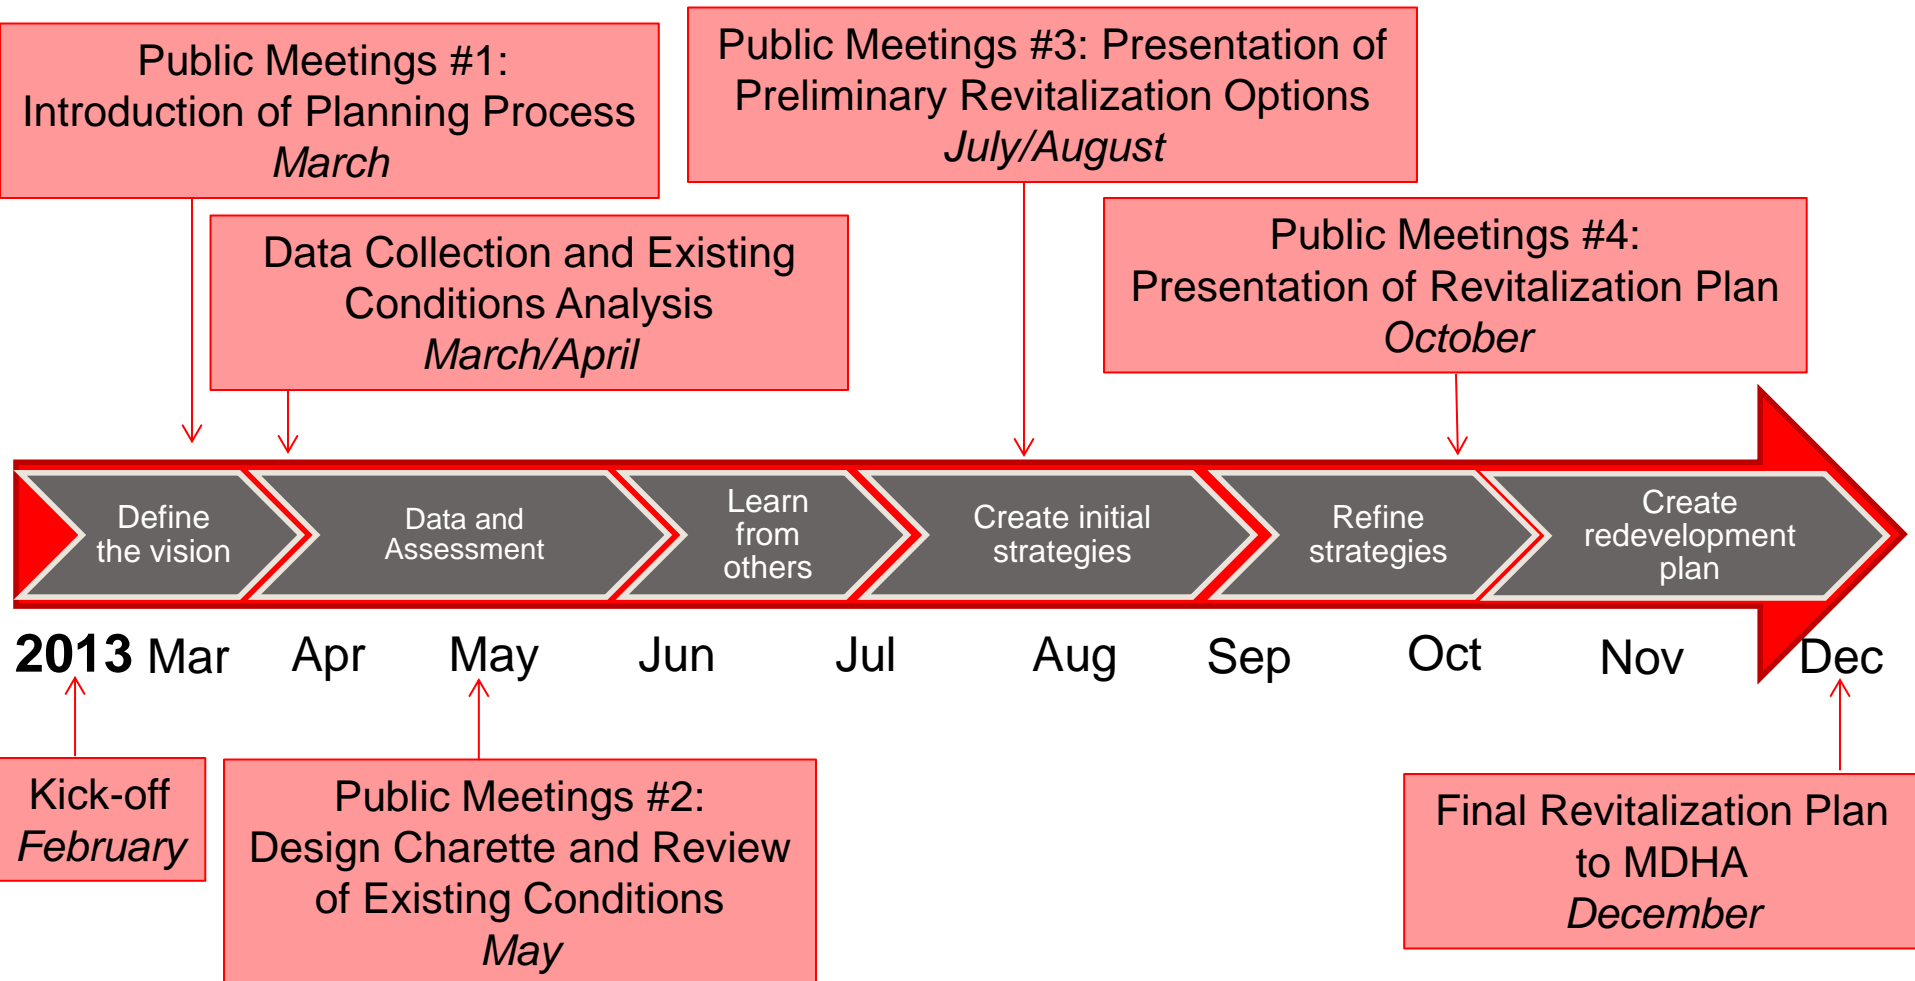 Public Meetings #1:
Introduction of Planning Process
March
Public Meetings #3: Presentation of
Preliminary Revitalization Options
July/August
Data Collection and Existing
Conditions Analysis
March/April
Public Meetings #4:
Presentation of Revitalization Plan
October
Define
the vision
Data and
Assessment
Learn
from
others
Create initial
strategies
Refine
strategies
Create
redevelopment
plan
2013 Mar Apr May Jun Jul Aug Sep Oct Nov Dec
Kick-off
February
Public Meetings #2:
Design Charette and Review
of Existing Conditions
May
Final Revitalization Plan
to MDHA
December